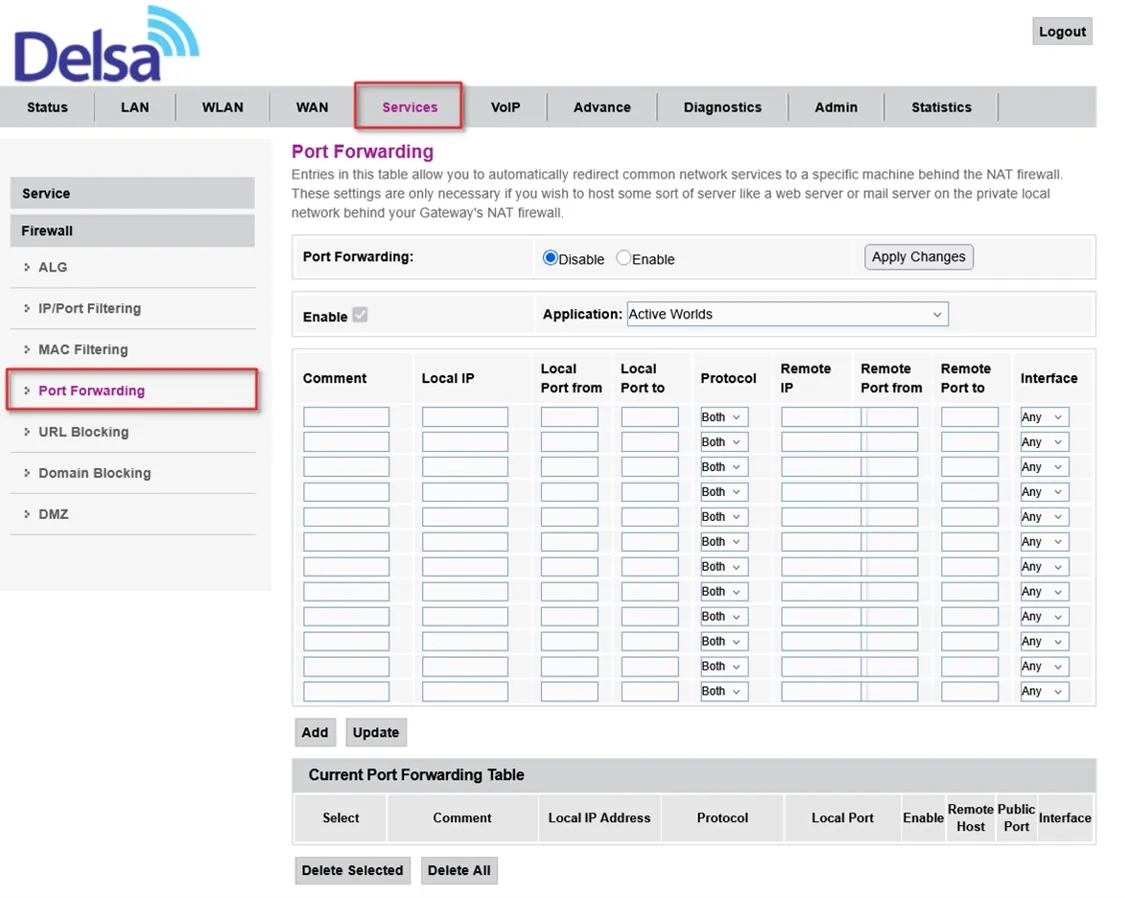 Delsa
Logout
Status LAN WLAN WAN Services VoIP Advance Diagnostics Admin Statistics
Service
Firewall
ALG
IP/Port Filtering
MAC Filtering
Port Forwarding
URL Blocking
Domain Blocking
DMZ
Port Forwarding
Entries in this table allow you to automatically redirect common network services to a specific machine behind the NAT firewall.
These settings are only necessary if you wish to host some sort of server like a web server or mail server on the private local
network behind your Gateway's NAT firewall.
Port Forwarding: Disable Enable Apply Changes
Enable Application: Active Worlds
Comment Local IP Local Port from Local Port to Protocol Remote IP Remote Port from Remote Port to Interface
Both Any
Both Any
Both Any
Both Any
Both Any
Both Any
Both Any
Both Any
Both Any
Both Any
Both Any
Both Any
Add Update
Current Port Forwarding Table
Select Comment Local IP Address Protocol Local Port Enable Remote Host Public Port Interface
Delete Selected Delete All